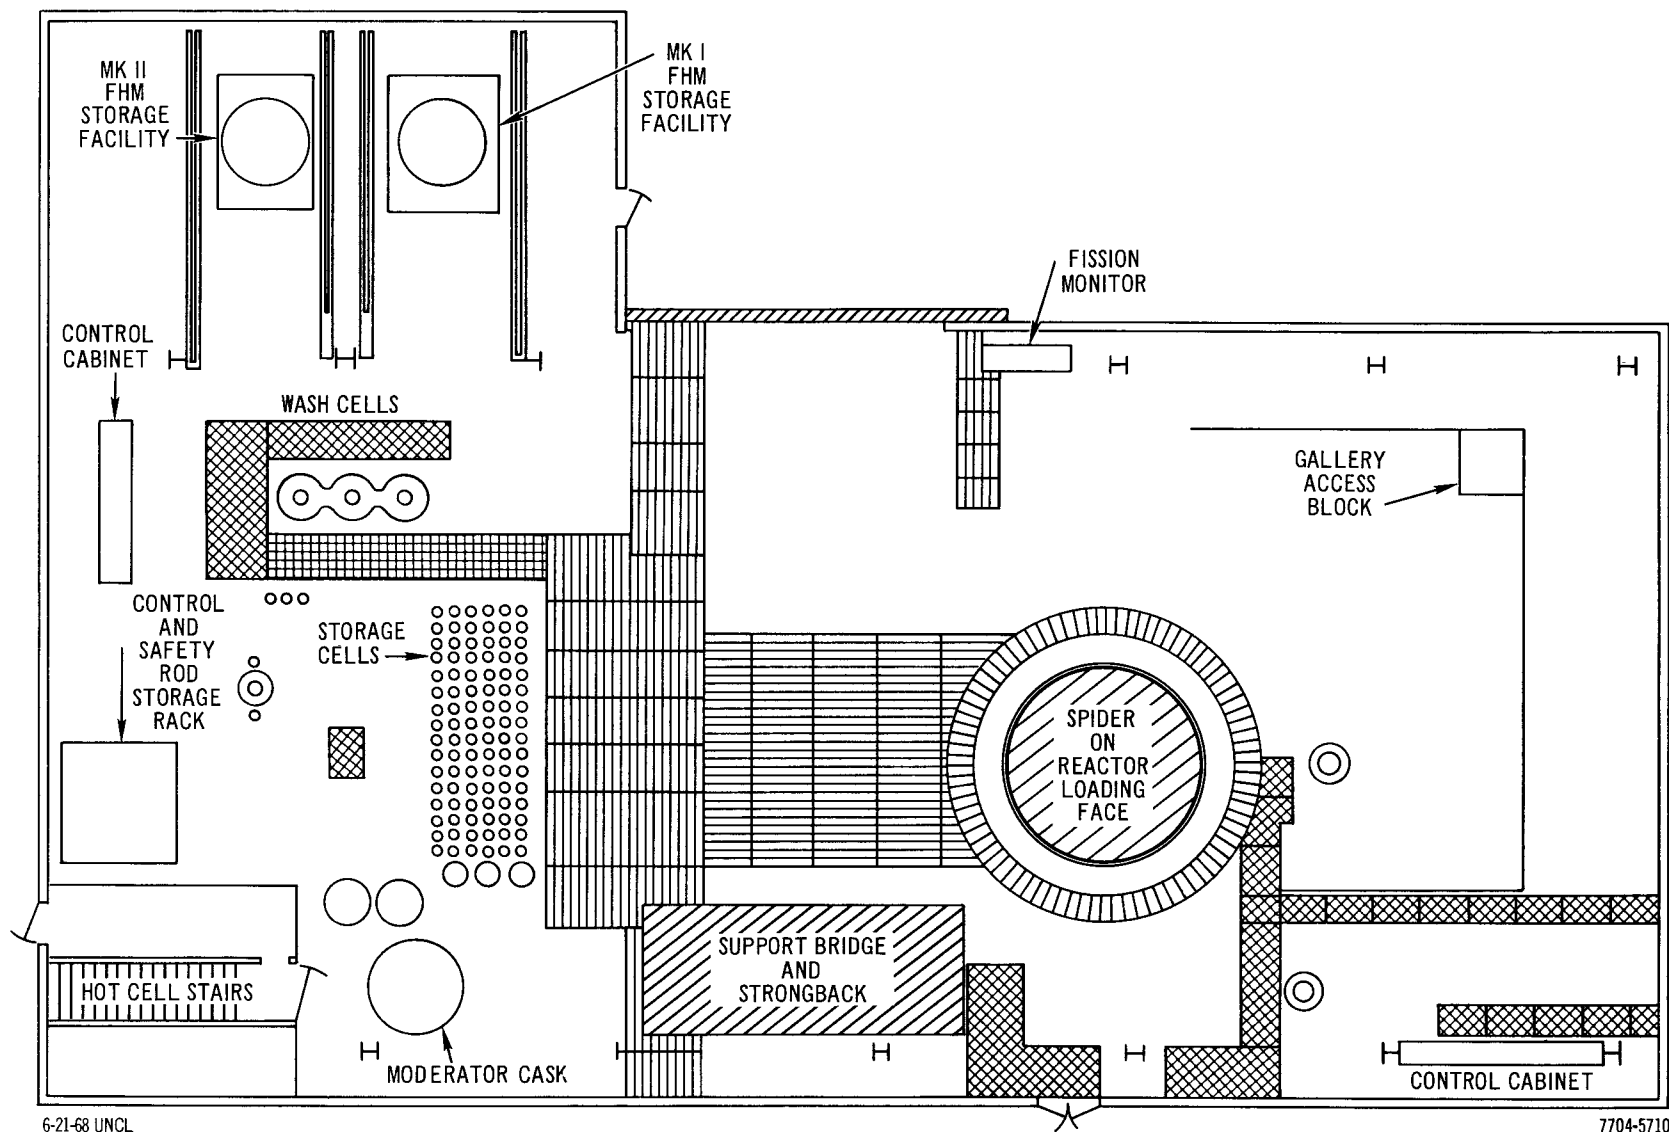 MK II
FHM
STORAGE
FACILITY
MK I
FHM
STORAGE
FACILITY
FISSION
MONITOR
CONTROL
CABINET
WASH CELLS
GALLERY
ACCESS
BLOCK
CONTROL
AND
SAFETY
ROD
STORAGE
RACK
STORAGE
CELLS
SPIDER
ON
REACTOR
LOADING
FACE
SUPPORT BRIDGE
AND
STRONGBACK
HOT CELL STAIRS
MODERATOR CASK
CONTROL CABINET
6-21-68 UNCL
7704-5710